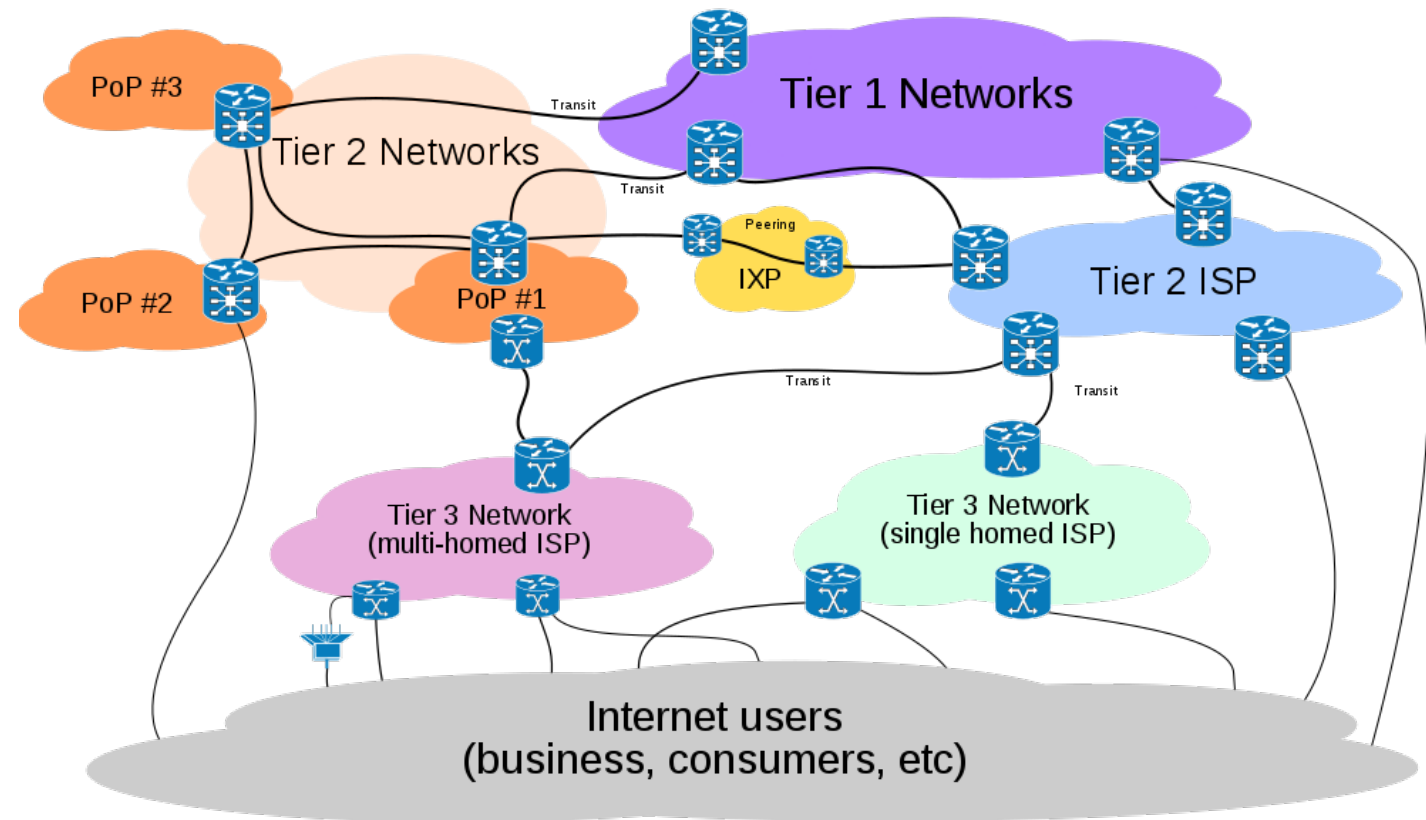 PoP #3
Transit
Tier 1 Networks
Tier 2 Networks
Transit
Peering
IXP
Tier 2 ISP
PoP #2
PoP #1
Transit
Transit
Tier 3 Network
(multi-homed ISP)
Tier 3 Network
(single homed ISP)
Internet users
(business, consumers, etc)